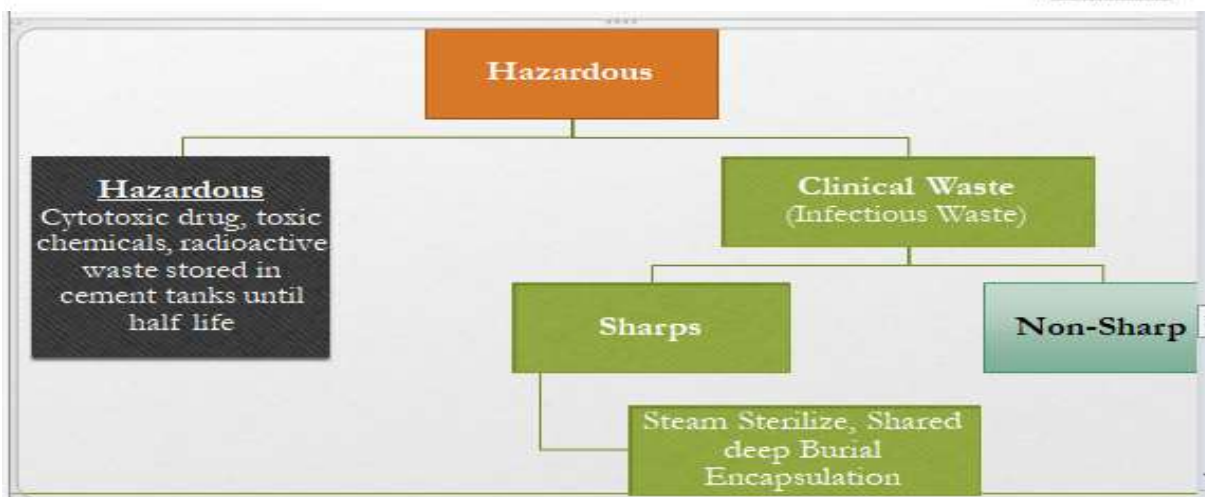 Hazardous
Hazardous
Cytotoxic drug, toxic
chemicals, radioactive
waste stored in
cement tanks until
half life
Clinical Waste
(Infectious Waste)
Sharps
Non-Sharp
Steam Sterilize, Shared
deep Burial
Encapsulation